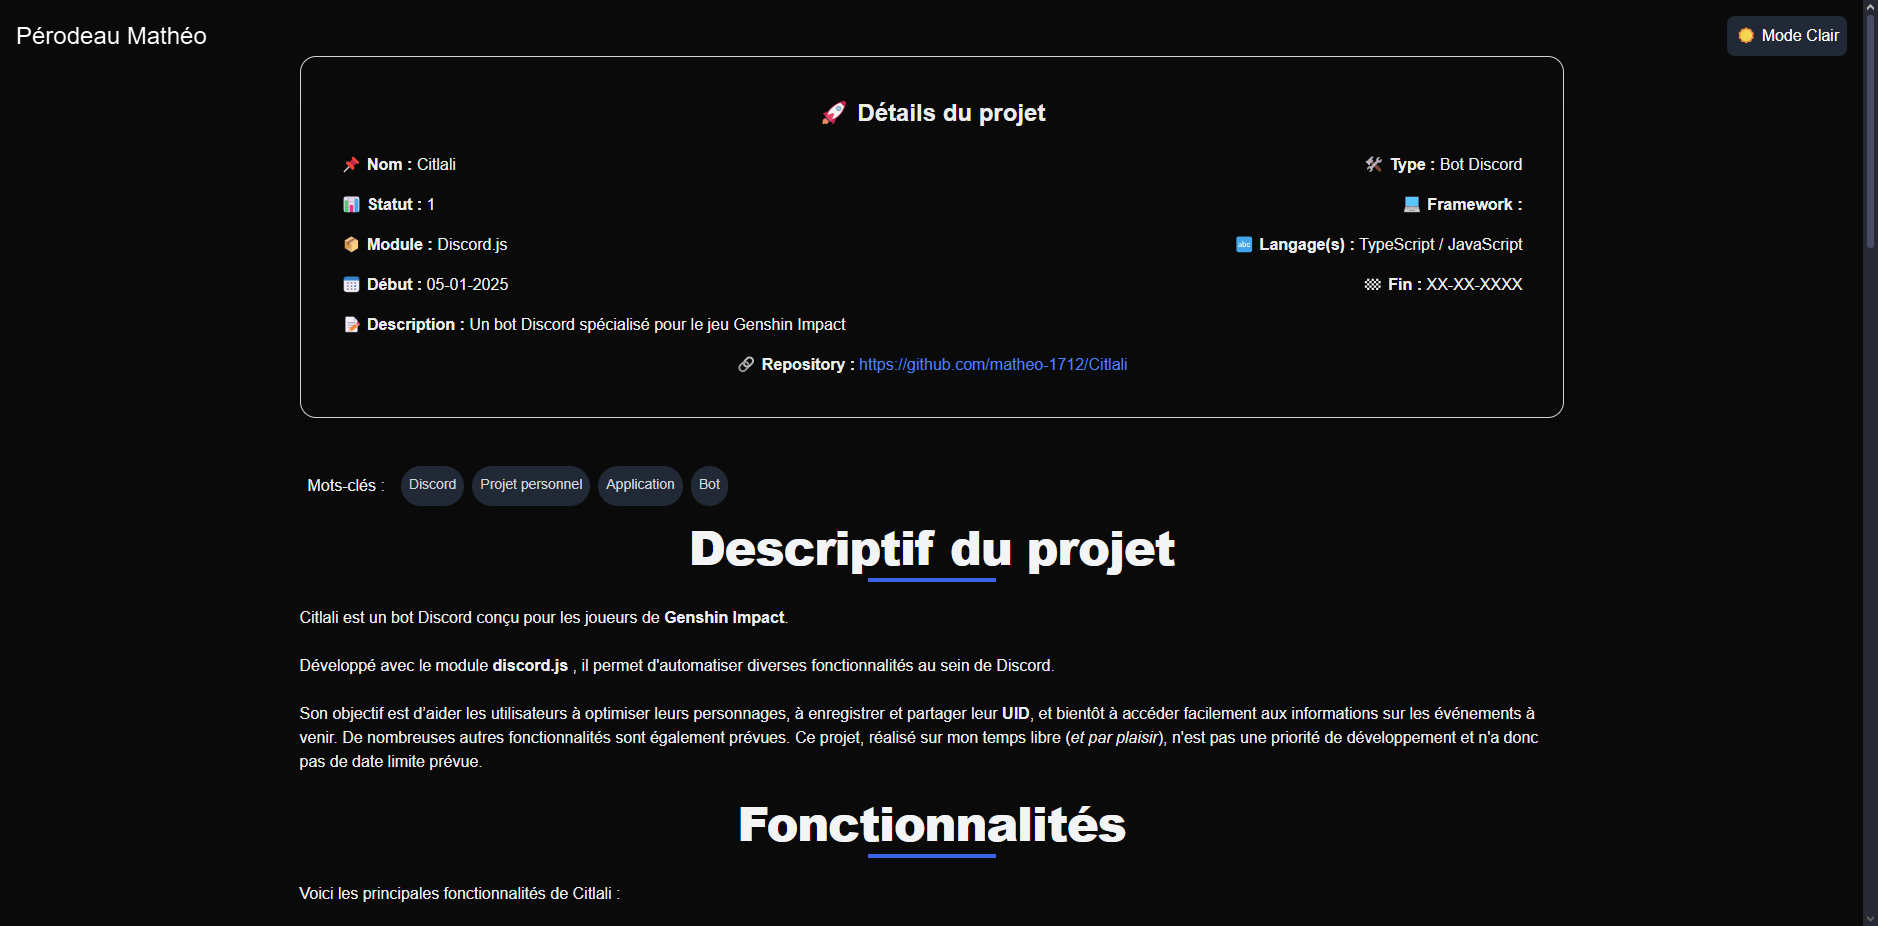 Pérodeau Mathéo
Mode Clair
Détails du projet
Nom : Citlali
Type : Bot Discord
Statut : 1
Framework :
Module : Discord.js
abc Langage(s) : TypeScript / JavaScript
Début : 05-01-2025
Fin : XX-XX-XXXX
Description : Un bot Discord spécialisé pour le jeu Genshin Impact
Repository : https://github.com/matheo-1712/Citlali
Mots-clés : Discord Projet personnel Application Bot
Descriptif du projet
Citlali est un bot Discord conçu pour les joueurs de Genshin Impact.
Développé avec le module discord.js , il permet d'automatiser diverses fonctionnalités au sein de Discord.
Son objectif est d’aider les utilisateurs à optimiser leurs personnages, à enregistrer et partager leur UID, et bientôt à accéder facilement aux informations sur les événements à
venir. De nombreuses autres fonctionnalités sont également prévues. Ce projet, réalisé sur mon temps libre (et par plaisir), n'est pas une priorité de développement et n'a donc
pas de date limite prévue.
Fonctionnalités
Voici les principales fonctionnalités de Citlali :